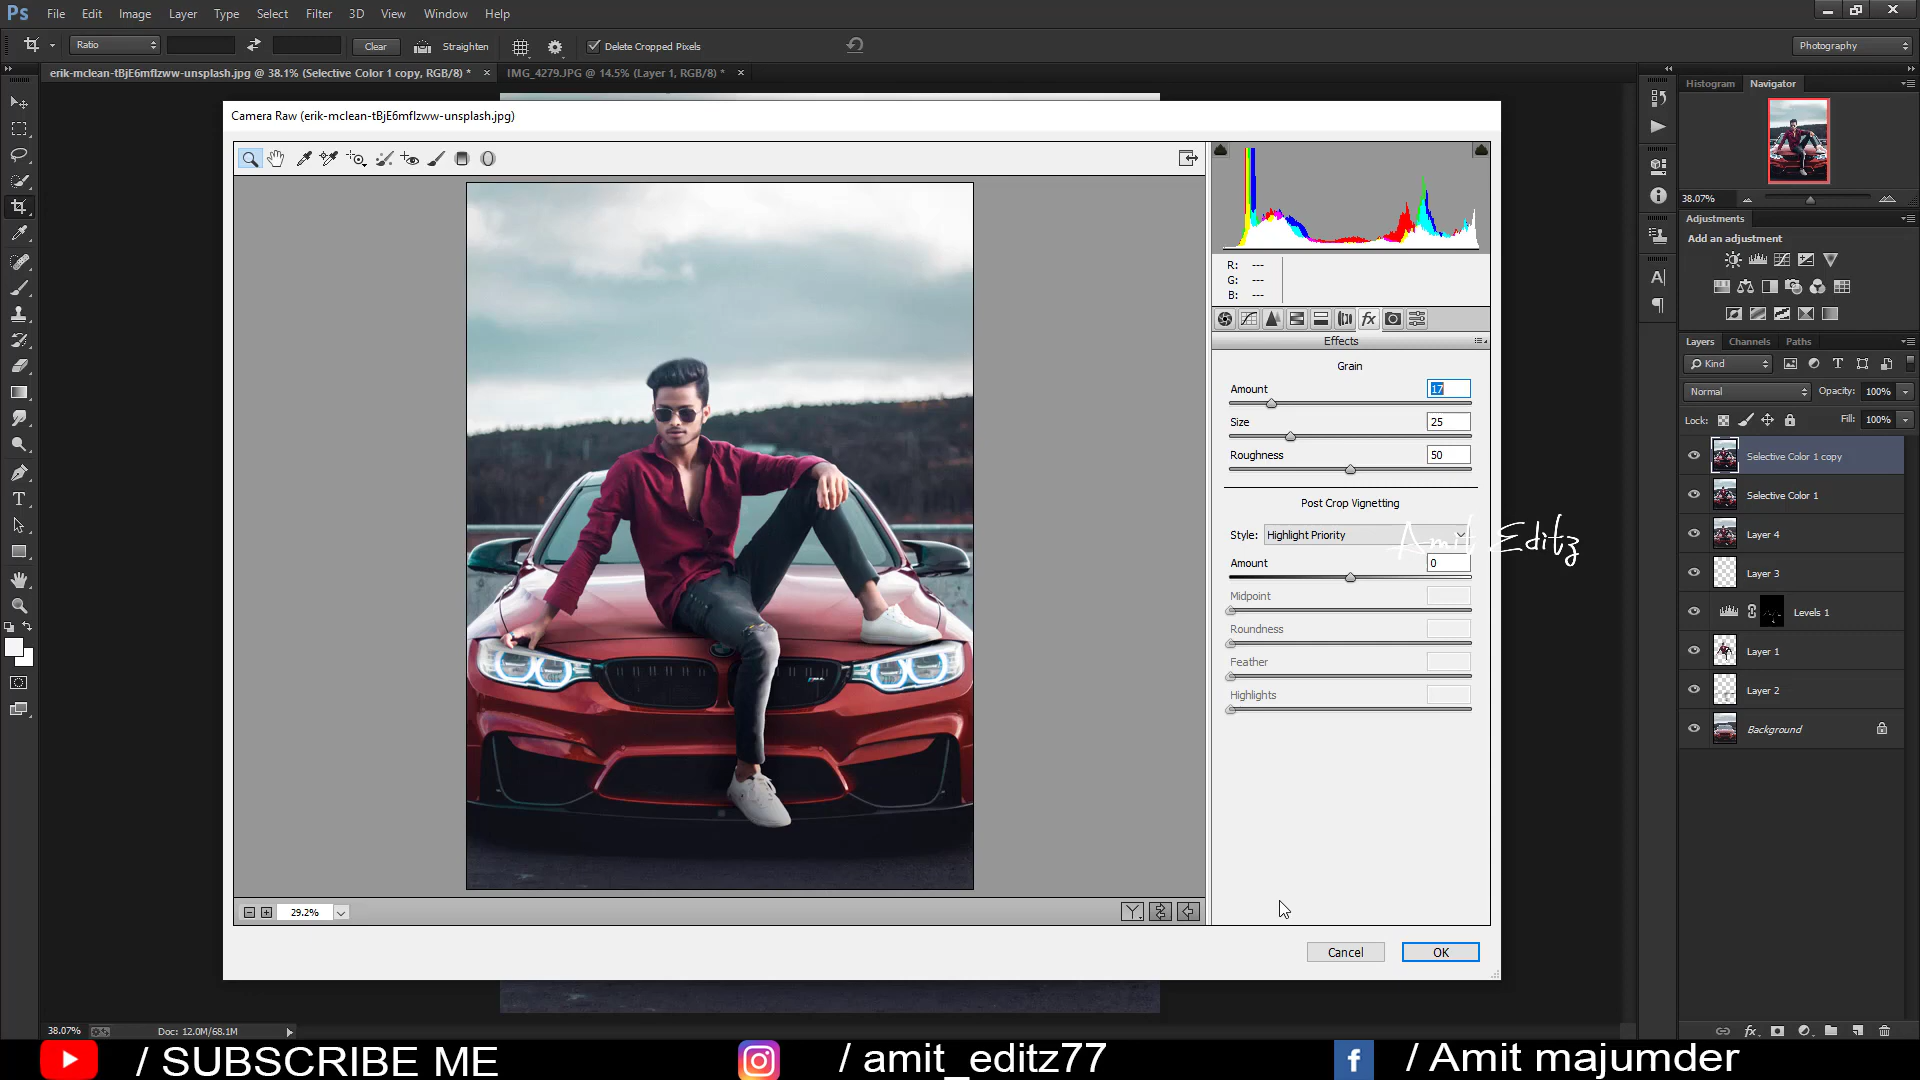 Ps File Edit Image Layer Type Select Filter 3D View Window Help
Ratio Clear Straighten Delete Cropped Pixels Photography
erik-mclean-tBjE6mflzww-unsplash.jpg @ 38.1% (Selective Color 1 copy, RGB/8) * × IMG_4279.JPG @ 14.5% (Layer 1, RGB/8) * ×
Camera Raw (erik-mclean-tBjE6mflzww-unsplash.jpg)
R: ---
G: ---
B: ---
Effects
Grain
Amount 17
Size 25
Roughness 50
Post Crop Vignetting
Style: Highlight Priority
Amit Editz
Amount 0
Midpoint
Roundness
Feather
Highlights
29.2%
Y
Cancel OK
Histogram Navigator
38.07%
Adjustments
Add an adjustment
Layers Channels Paths
Kind
Normal Opacity: 100%
Lock: Fill: 100%
Selective Color 1 copy
Selective Color 1
Layer 4
Layer 3
Levels 1
Layer 1
Layer 2
Background
38.07% Doc: 12.0M/68.1M
/ SUBSCRIBE ME / amit_editz77 / Amit majumder